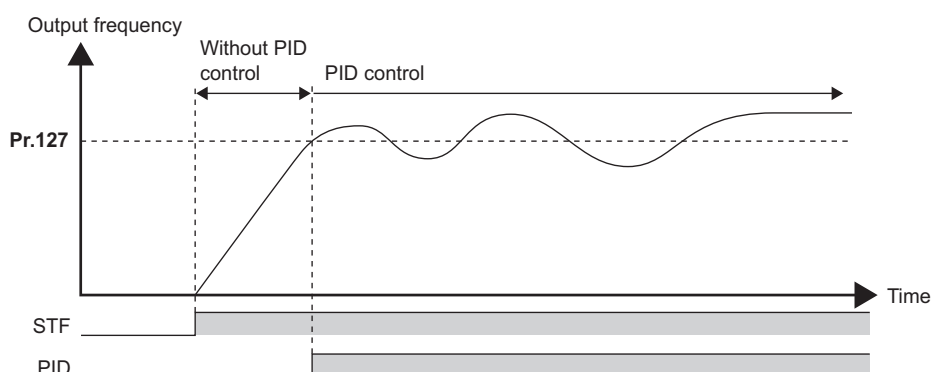 Output frequency
Without PID
control
PID control
Pr.127
Time
STF
PID